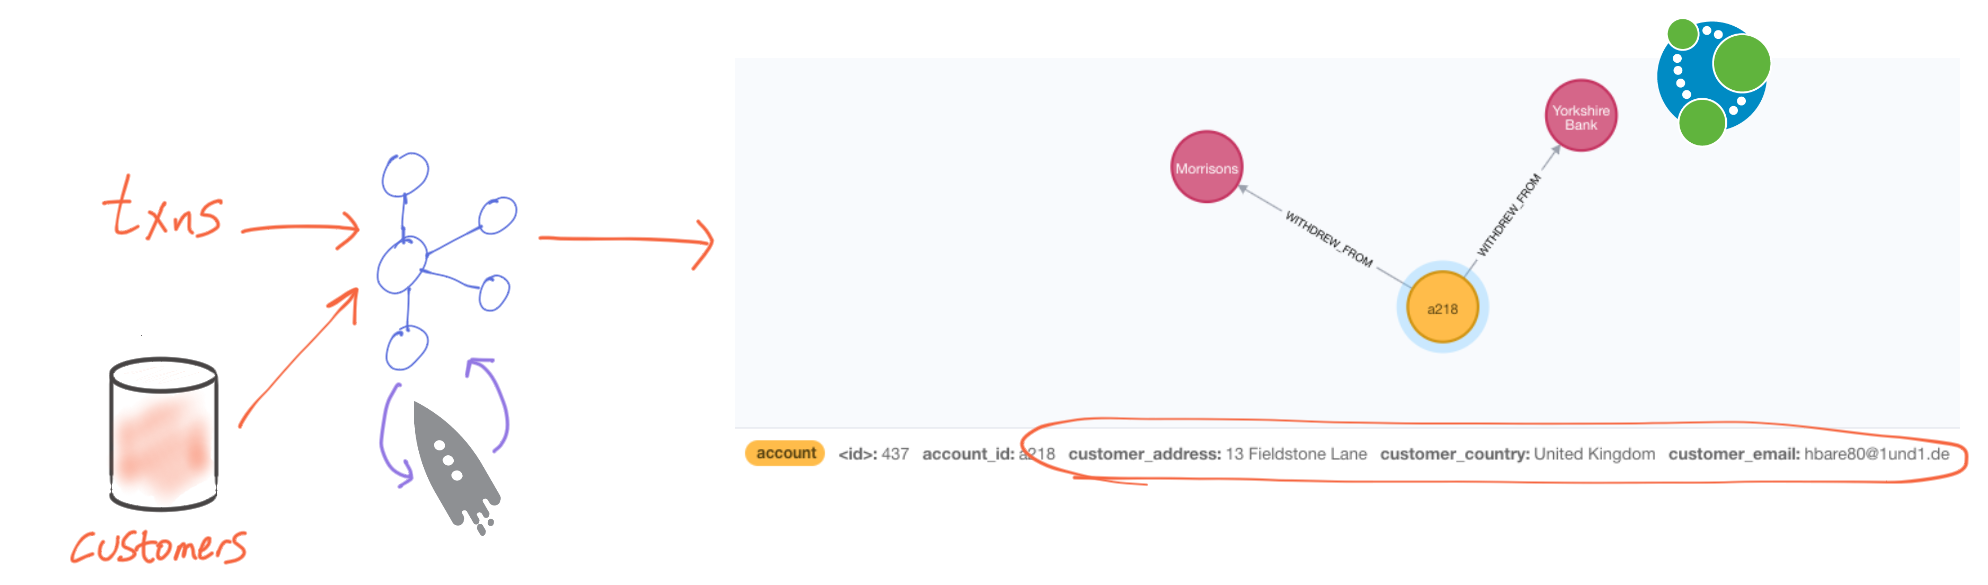 txns
customers
Morrisons
Yorkshire
Bank
WITHDREW_FROM
WITHDREW_FROM
a218
account <id>: 437 account_id: a218 customer_address: 13 Fieldstone Lane customer_country: United Kingdom customer_email: hbare80@1und1.de